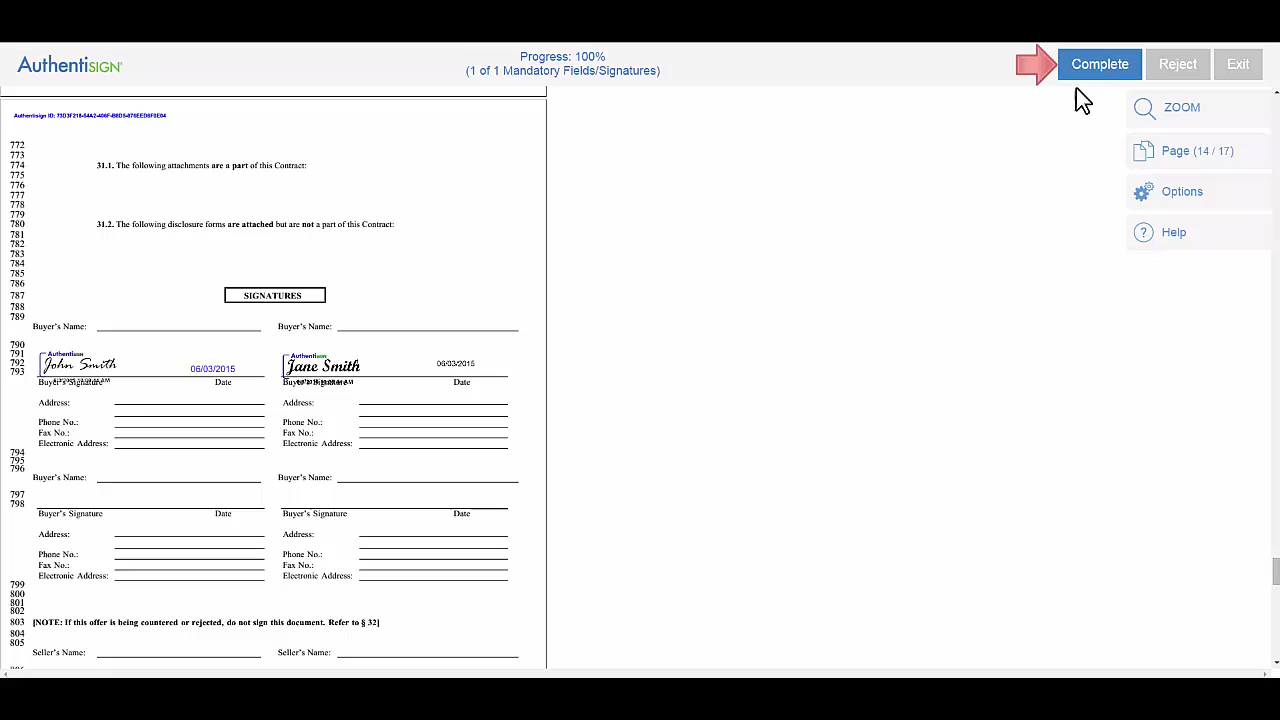 AuthentiSIGN
Progress: 100%
(1 of 1 Mandatory Fields/Signatures)
Complete
Reject
Exit
ZOOM
Page (14 / 17)
Options
Help
772
773
774 31.1. The following attachments are a part of this Contract:
775
776
777
778
779
780 31.2. The following disclosure forms are attached but are not a part of this Contract:
781
782
783
784
785
786
787 SIGNATURES
788
789
Buyer's Name: Buyer's Name:
790
791 AuthentiSIGN AuthentiSIGN
792 John Smith 06/03/2015 Jane Smith 06/03/2015
793
Buyer's Signature Date Buyer's Signature Date
Address: Address:
Phone No.: Phone No.:
Fax No.: Fax No.:
Electronic Address: Electronic Address:
794
795
796
Buyer's Name: Buyer's Name:
797
798
Buyer's Signature Date Buyer's Signature Date
Address: Address:
Phone No.: Phone No.:
Fax No.: Fax No.:
Electronic Address: Electronic Address:
799
800
801
802
803 [NOTE: If this offer is being countered or rejected, do not sign this document. Refer to § 32]
804
805
Seller's Name: Seller's Name: